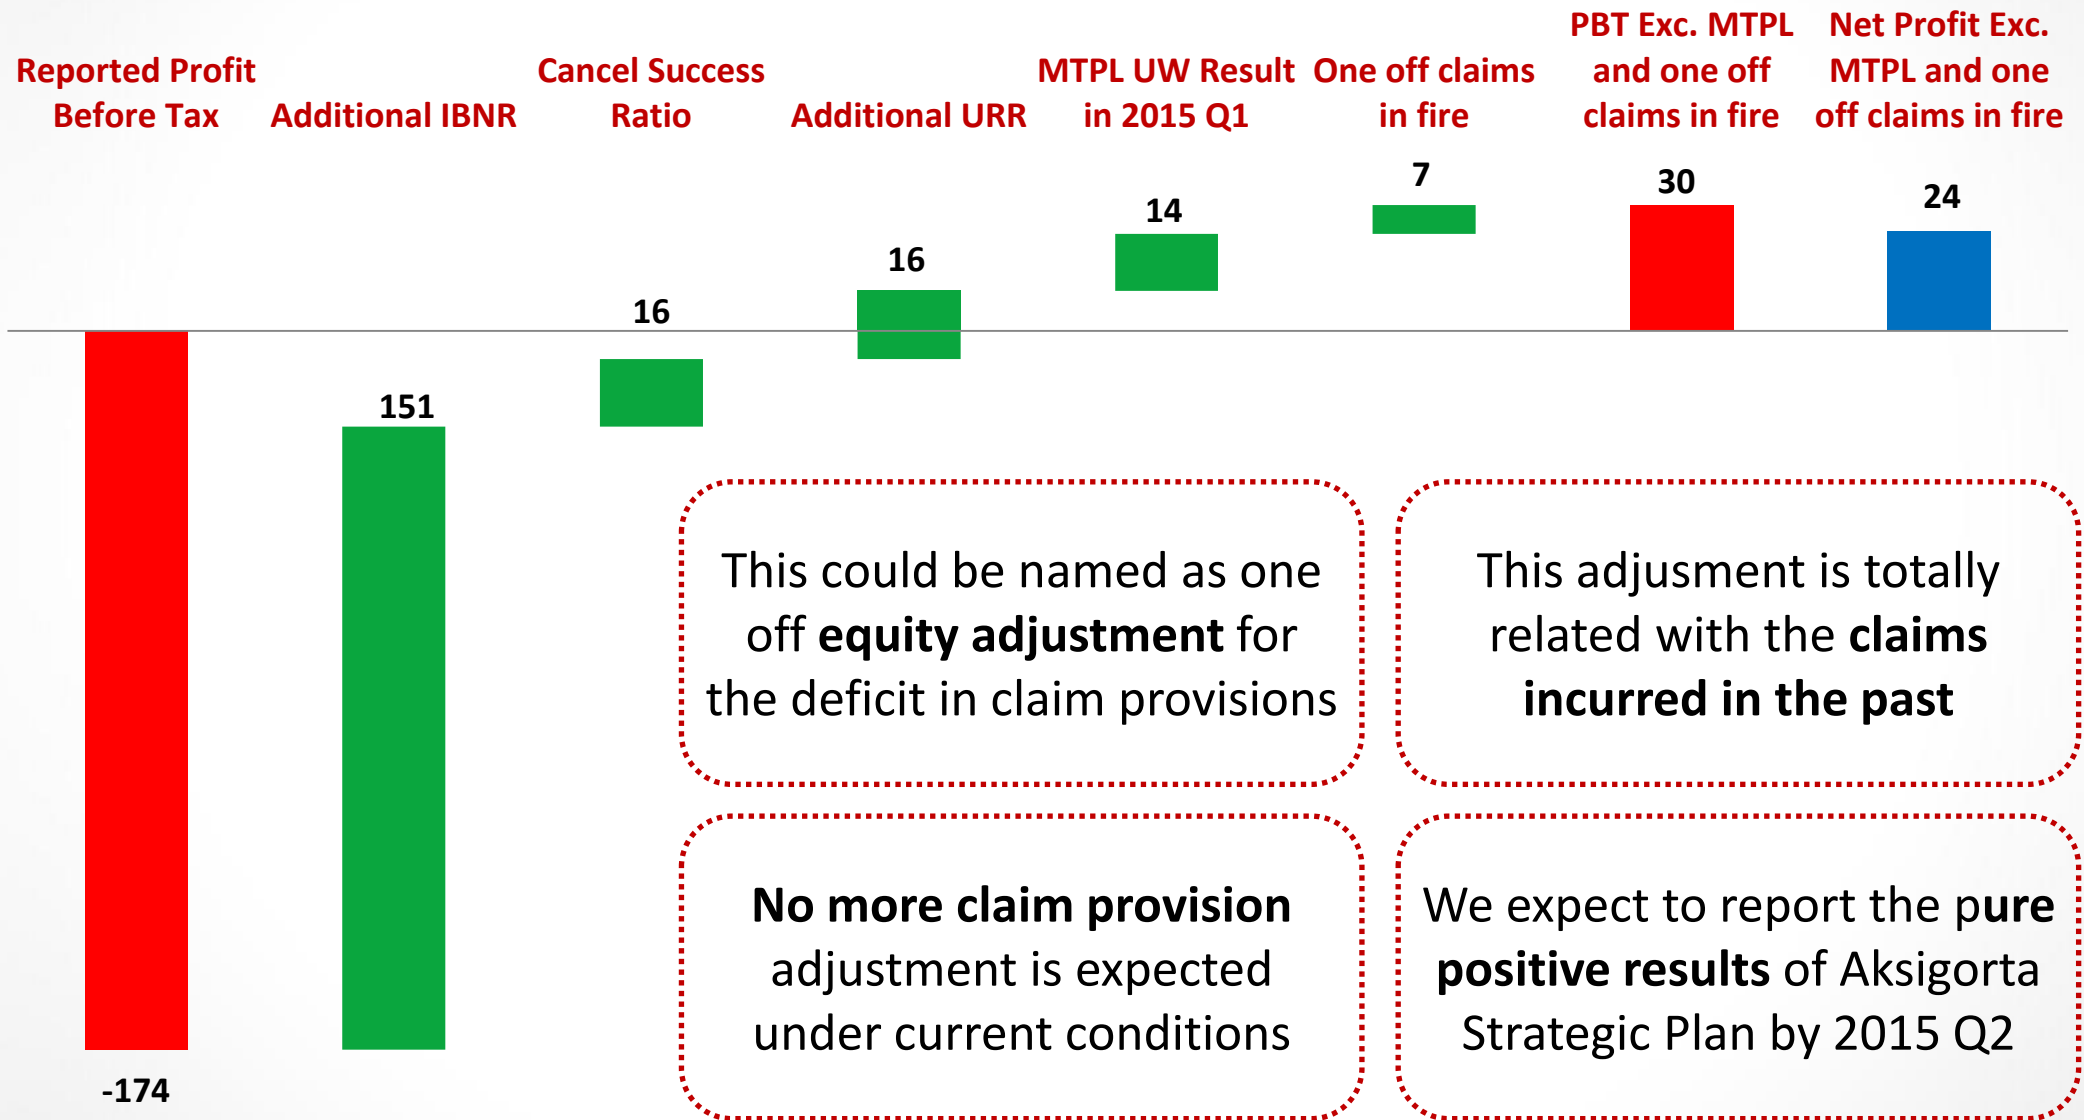 Reported Profit
Before Tax
Additional IBNR
Cancel Success
Ratio
Additional URR
MTPL UW Result
in 2015 Q1
One off claims
in fire
PBT Exc. MTPL
and one off
claims in fire
Net Profit Exc.
MTPL and one
off claims in fire
-174
151
16
16
14
7
30
24
This could be named as one
off equity adjustment for
the deficit in claim provisions
This adjusment is totally
related with the claims
incurred in the past
No more claim provision
adjustment is expected
under current conditions
We expect to report the pure
positive results of Aksigorta
Strategic Plan by 2015 Q2